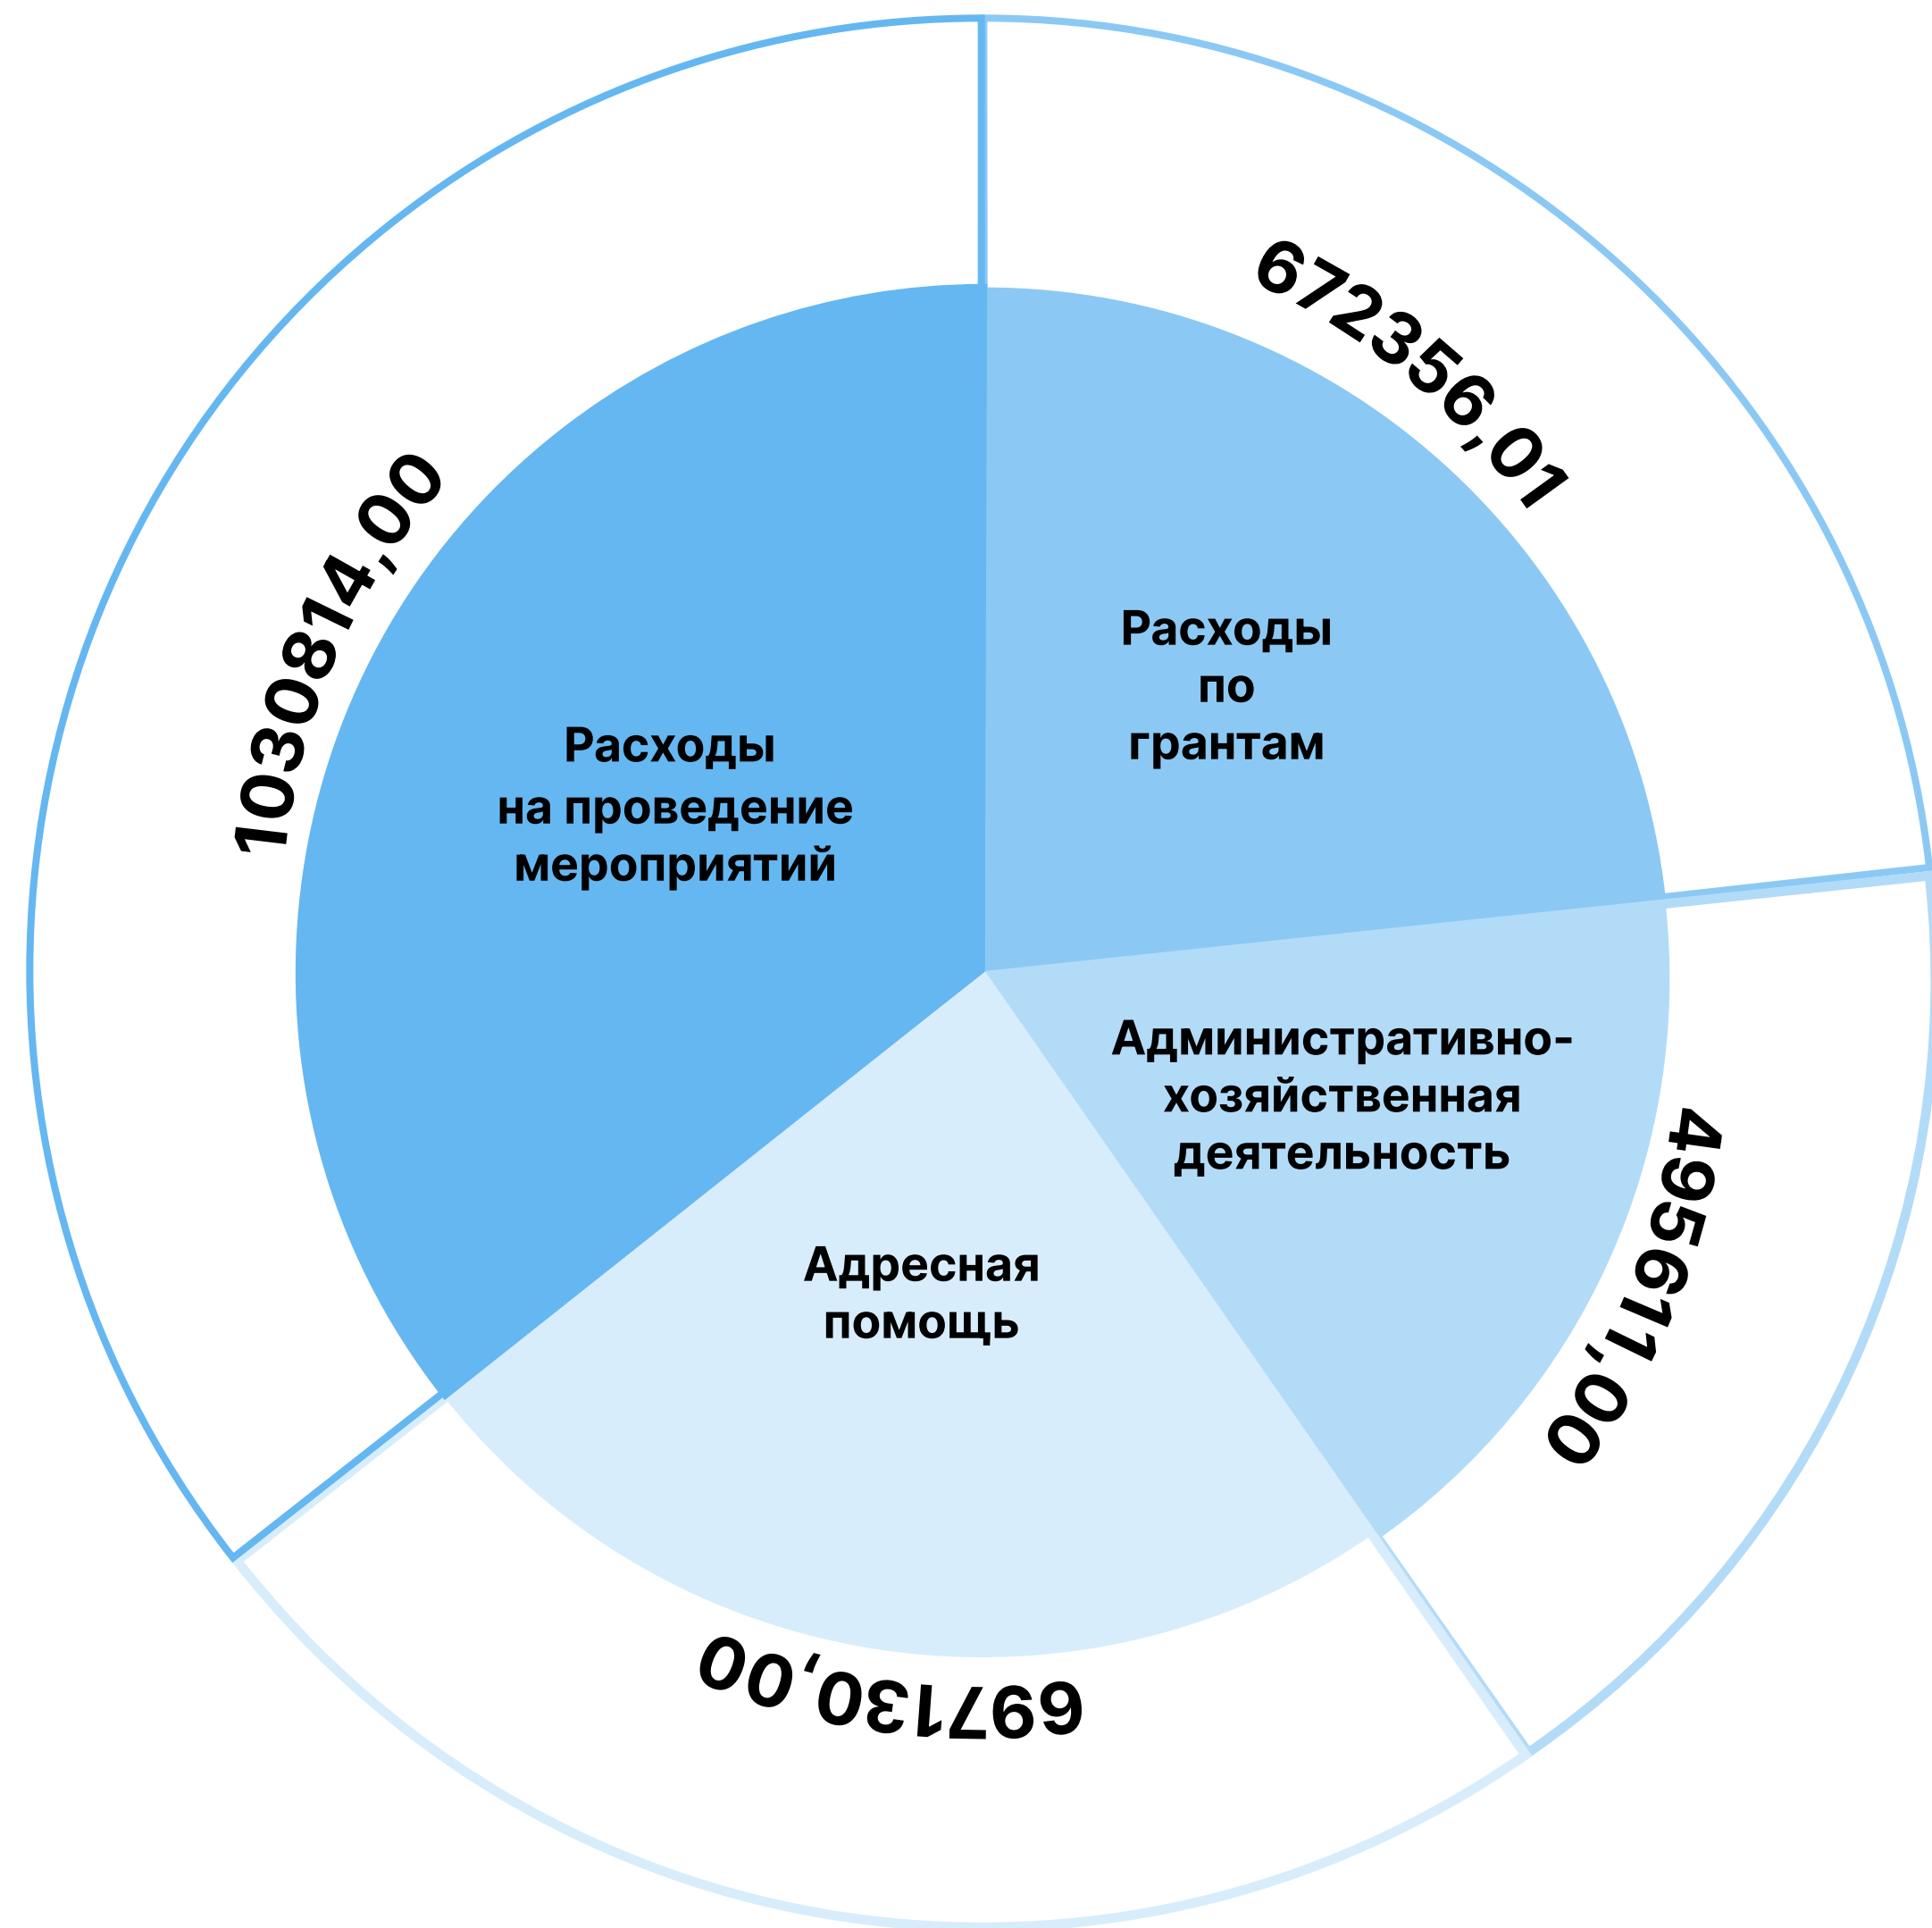 672356,01
1030814,00
Расходы
по
грантам
Расходы
на проведение
мероприятий
Административно-
хозяйственная
деятельность
495611,00
Адресная
помощь
697130,00